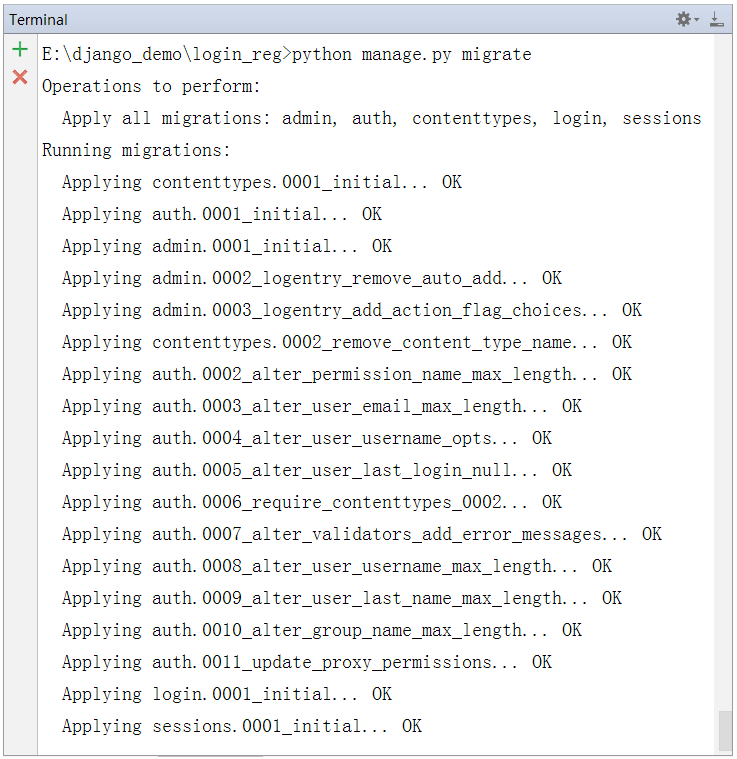 Terminal
E:\django_demo\login_reg>python manage.py migrate
Operations to perform:
  Apply all migrations: admin, auth, contenttypes, login, sessions
Running migrations:
  Applying contenttypes.0001_initial... OK
  Applying auth.0001_initial... OK
  Applying admin.0001_initial... OK
  Applying admin.0002_logentry_remove_auto_add... OK
  Applying admin.0003_logentry_add_action_flag_choices... OK
  Applying contenttypes.0002_remove_content_type_name... OK
  Applying auth.0002_alter_permission_name_max_length... OK
  Applying auth.0003_alter_user_email_max_length... OK
  Applying auth.0004_alter_user_username_opts... OK
  Applying auth.0005_alter_user_last_login_null... OK
  Applying auth.0006_require_contenttypes_0002... OK
  Applying auth.0007_alter_validators_add_error_messages... OK
  Applying auth.0008_alter_user_username_max_length... OK
  Applying auth.0009_alter_user_last_name_max_length... OK
  Applying auth.0010_alter_group_name_max_length... OK
  Applying auth.0011_update_proxy_permissions... OK
  Applying login.0001_initial... OK
  Applying sessions.0001_initial... OK